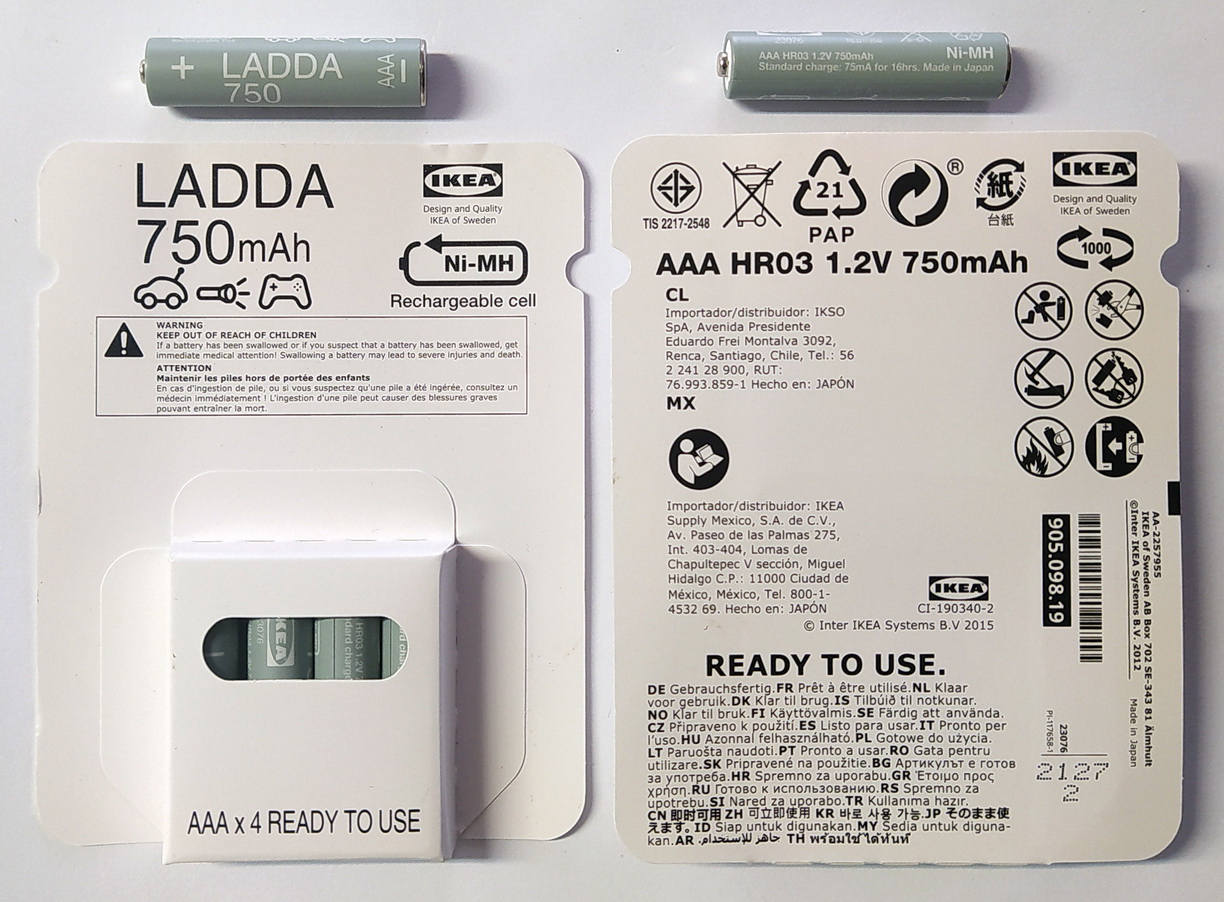 + LADDA
750
AAA
23076
AAA HR03 1.2V 750mAh Ni-MH
Standard charge: 75mA for 16hrs. Made in Japan
LADDA
750mAh
IKEA®
Design and Quality
IKEA of Sweden
Ni-MH
Rechargeable cell
WARNING
KEEP OUT OF REACH OF CHILDREN
If a battery has been swallowed or if you suspect that a battery has been swallowed, get
immediate medical attention! Swallowing a battery may lead to severe injuries and death.
ATTENTION
Maintenir les piles hors de portée des enfants
En cas d'ingestion de pile, ou si vous suspectez qu'une pile a été ingérée, consultez un
médecin immédiatement ! L'ingestion d'une pile peut causer des blessures graves
pouvant entraîner la mort.
IKEA
HR03 1.2V
dard charge
AAA x 4 READY TO USE
TIS 2217-2548
21
PAP
®
紙
台紙
IKEA®
Design and Quality
IKEA of Sweden
AAA HR03 1.2V 750mAh
1000
CL
Importador/distribuidor: IKSO
SpA, Avenida Presidente
Eduardo Frei Montalva 3092,
Renca, Santiago, Chile, Tel.: 56
2 241 28 900, RUT:
76.993.859-1 Hecho en: JAPÓN
MX
Importador/distribuidor: IKEA
Supply Mexico, S.A. de C.V.,
Av. Paseo de las Palmas 275,
Int. 403-404, Lomas de
Chapultepec V sección, Miguel
Hidalgo C.P.: 11000 Ciudad de
México, México, Tel. 800-1-
4532 69. Hecho en: JAPÓN
IKEA
CI-190340-2
© Inter IKEA Systems B.V 2015
905.098.19
AA-2257955
IKEA of Sweden AB Box 702 SE-343 81 Älmhult
©Inter IKEA Systems B.V. 2012 Made in Japan
READY TO USE.
DE Gebrauchsfertig.FR Prêt à être utilisé.NL Klaar
voor gebruik.DK Klar til brug.IS Tilbúið til notkunar.
NO Klar til bruk.FI Käyttövalmis.SE Färdig att använda.
CZ Připraveno k použití.ES Listo para usar.IT Pronto per
l'uso.HU Azonnal felhasználható.PL Gotowe do użycia.
LT Paruošta naudoti.PT Pronto a usar.RO Gata pentru
utilizare.SK Pripravené na použitie.BG Артикулът е готов
за употреба.HR Spremno za uporabu.GR Έτοιμο προς
χρήση.RU Готово к использованию.RS Spremno za
upotrebu.SI Nared za uporabo.TR Kullanıma hazır.
CN 即时可用 ZH 可立即使用 KR 바로 사용 가능.JP そのまま使
えます。ID Siap untuk digunakan.MY Sedia untuk diguna-
kan.AR جاهز للإستخدام. TH พร้อมใช้ได้ทันที
PI-117658-1
23076
2127
2